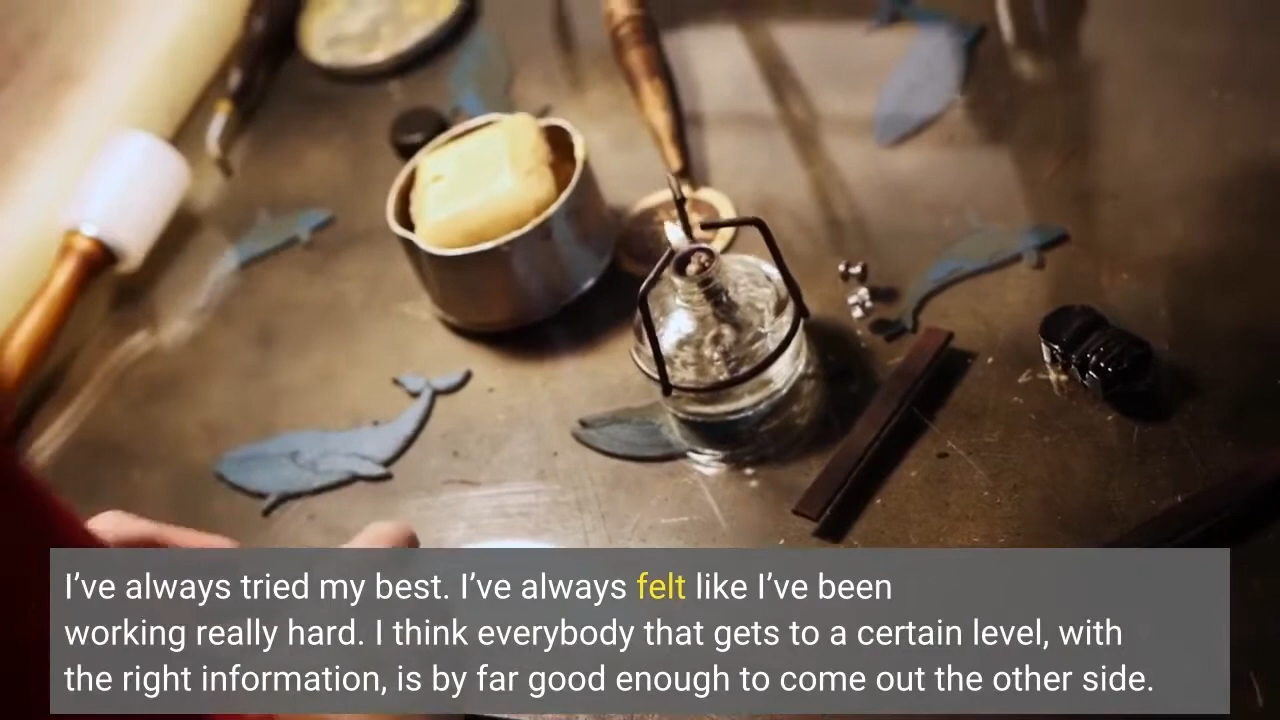 I’ve always tried my best. I’ve always felt like I’ve been
working really hard. I think everybody that gets to a certain level, with
the right information, is by far good enough to come out the other side.